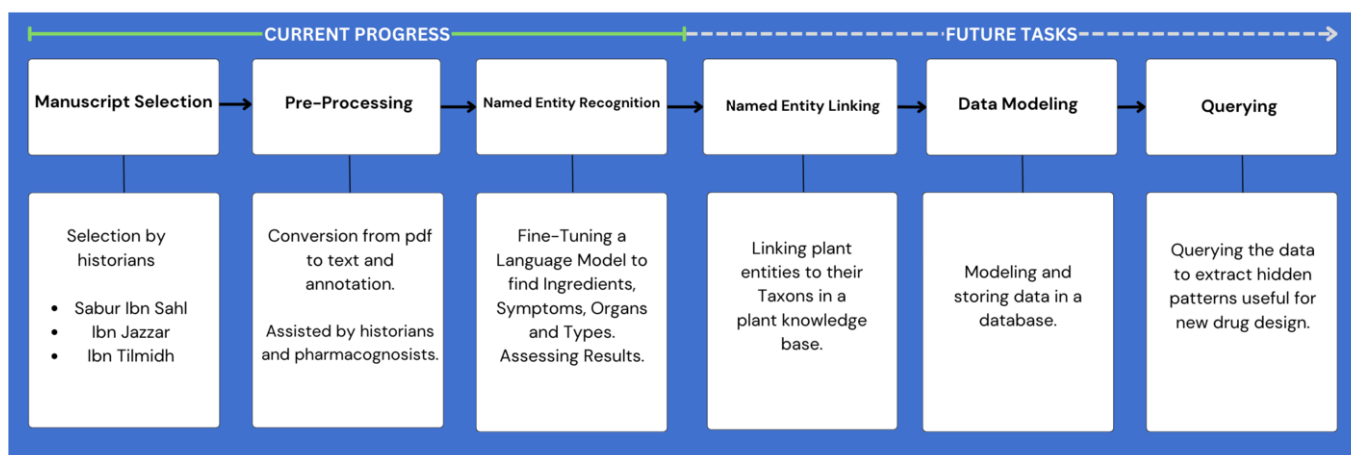 CURRENT PROGRESS
FUTURE TASKS
Manuscript Selection
Pre-Processing
Named Entity Recognition
Named Entity Linking
Data Modeling
Querying
Selection by
historians
• Sabur Ibn Sahl
• Ibn Jazzar
• Ibn Tilmidh
Conversion from pdf
to text and
annotation.
Assisted by historians
and pharmacognosists.
Fine-Tuning a
Language Model to
find Ingredients,
Symptoms, Organs
and Types.
Assessing Results.
Linking plant
entities to their
Taxons in a
plant knowledge
base.
Modeling and
storing data in a
database.
Querying the data
to extract hidden
patterns useful for
new drug design.